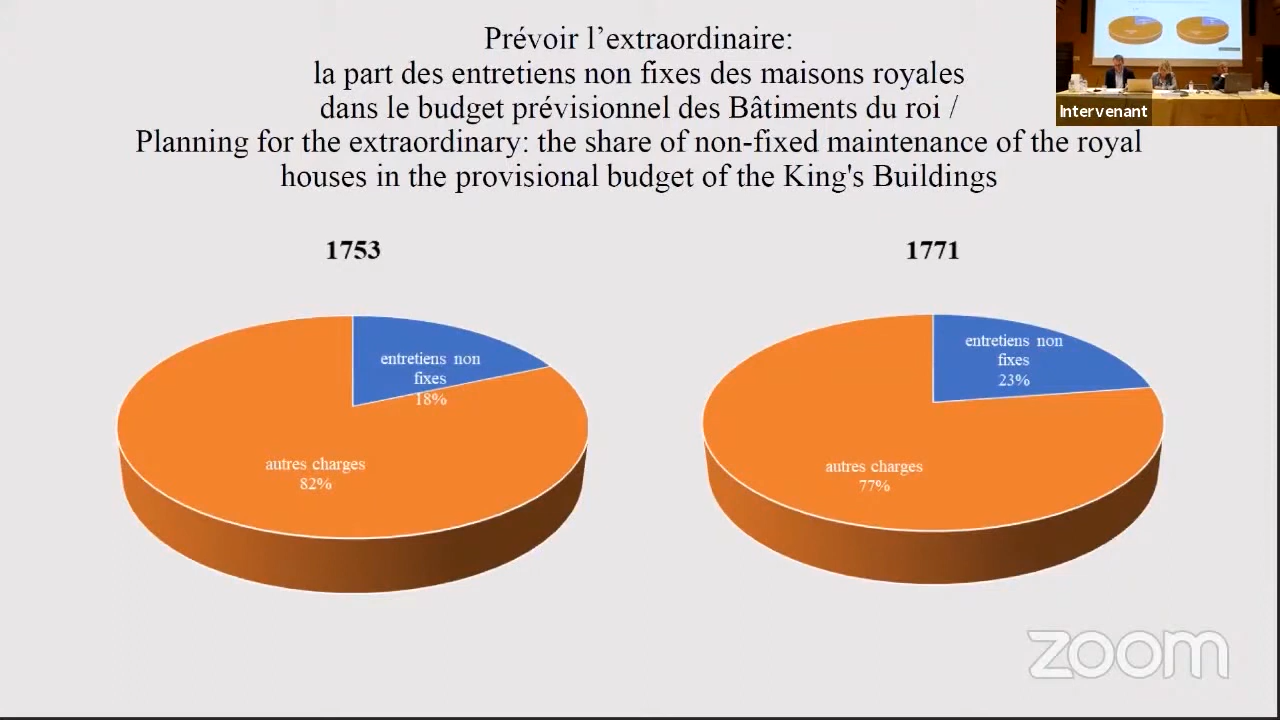 Prévoir l’extraordinaire:
la part des entretiens non fixes des maisons royales
dans le budget prévisionnel des Bâtiments du roi /
Planning for the extraordinary: the share of non-fixed maintenance of the royal
houses in the provisional budget of the King's Buildings
Intervenant
1753
entretiens non
fixes
18%
autres charges
82%
1771
entretiens non
fixes
23%
autres charges
77%
zoom